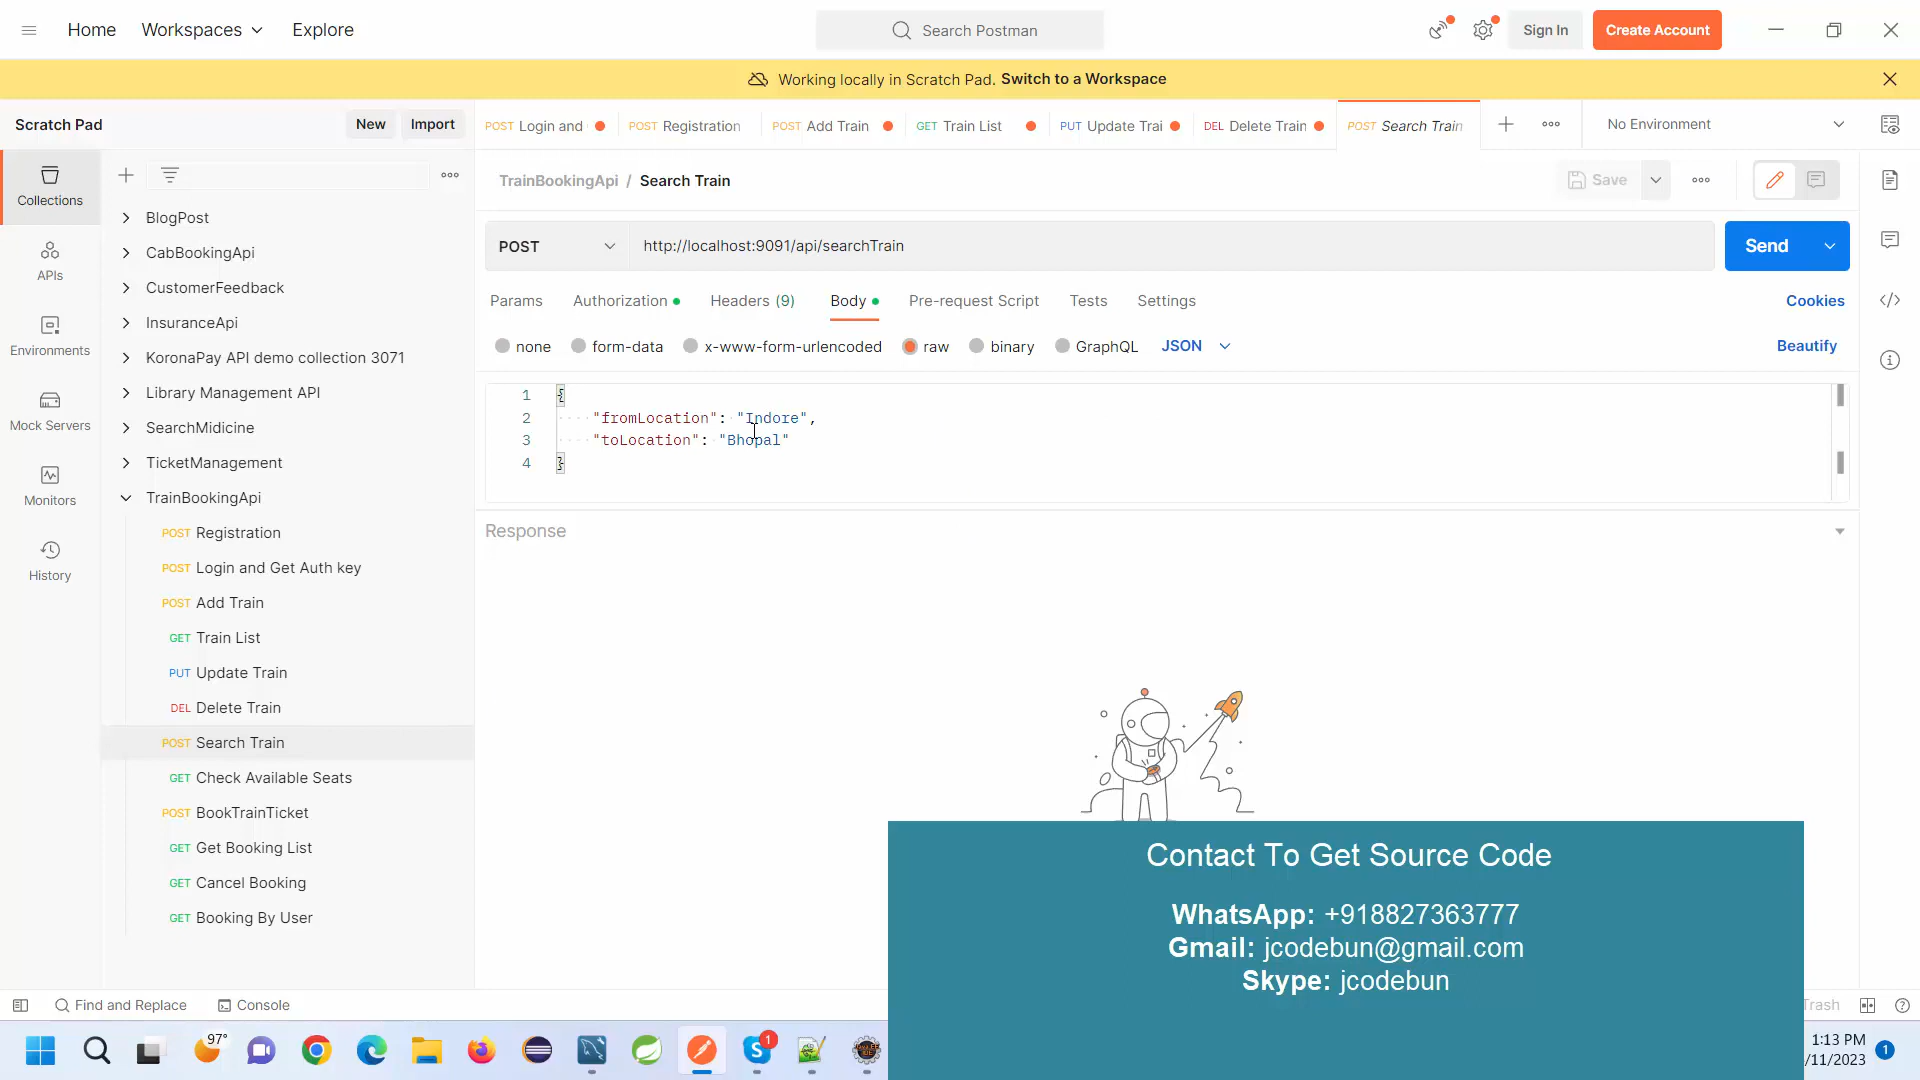 Home
Workspaces
Explore
Search Postman
Sign In
Create Account
Working locally in Scratch Pad. Switch to a Workspace
Scratch Pad
New
Import
POST Login and
POST Registration
POST Add Train
GET Train List
PUT Update Trai
DEL Delete Train
POST Search Train
No Environment
Collections
APIs
Environments
Mock Servers
Monitors
History
BlogPost
CabBookingApi
CustomerFeedback
InsuranceApi
KoronaPay API demo collection 3071
Library Management API
SearchMidicine
TicketManagement
TrainBookingApi
POST Registration
POST Login and Get Auth key
POST Add Train
GET Train List
PUT Update Train
DEL Delete Train
POST Search Train
GET Check Available Seats
POST BookTrainTicket
GET Get Booking List
GET Cancel Booking
GET Booking By User
TrainBookingApi / Search Train
Save
POST
http://localhost:9091/api/searchTrain
Send
Params
Authorization
Headers (9)
Body
Pre-request Script
Tests
Settings
Cookies
none
form-data
x-www-form-urlencoded
raw
binary
GraphQL
JSON
Beautify
1 {
2 "fromLocation": "Indore",
3 "toLocation": "Bhopal"
4 }
Response
Contact To Get Source Code
WhatsApp: +918827363777
Gmail: jcodebun@gmail.com
Skype: jcodebun
Find and Replace
Console
Trash
97°
1
1:13 PM
/11/2023
1